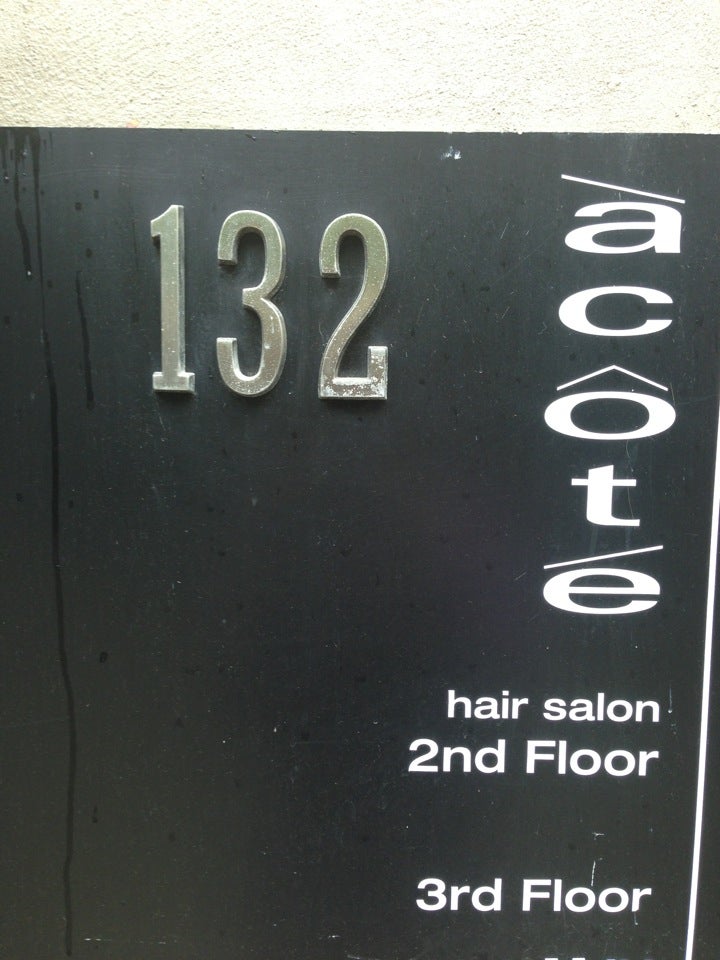 132
àcôté
hair salon
2nd Floor
3rd Floor